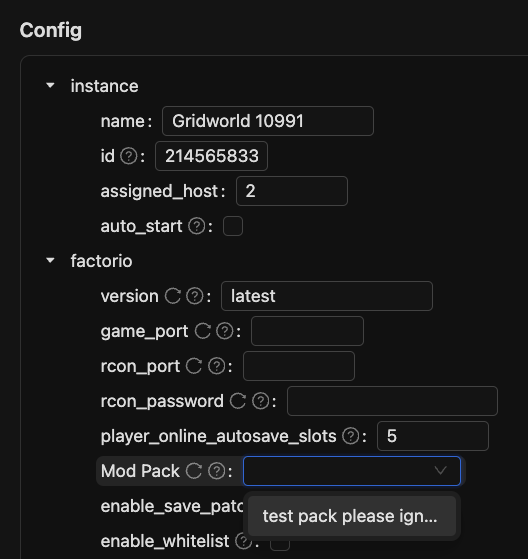 Config
instance
name: Gridworld 10991
id ?: 214565833
assigned_host: 2
auto_start ?:
factorio
version ?: latest
game_port ?:
rcon_port ?:
rcon_password ?:
player_online_autosave_slots ?: 5
Mod Pack ?:
enable_save_patc
test pack please ign...
enable_whitelist ?: